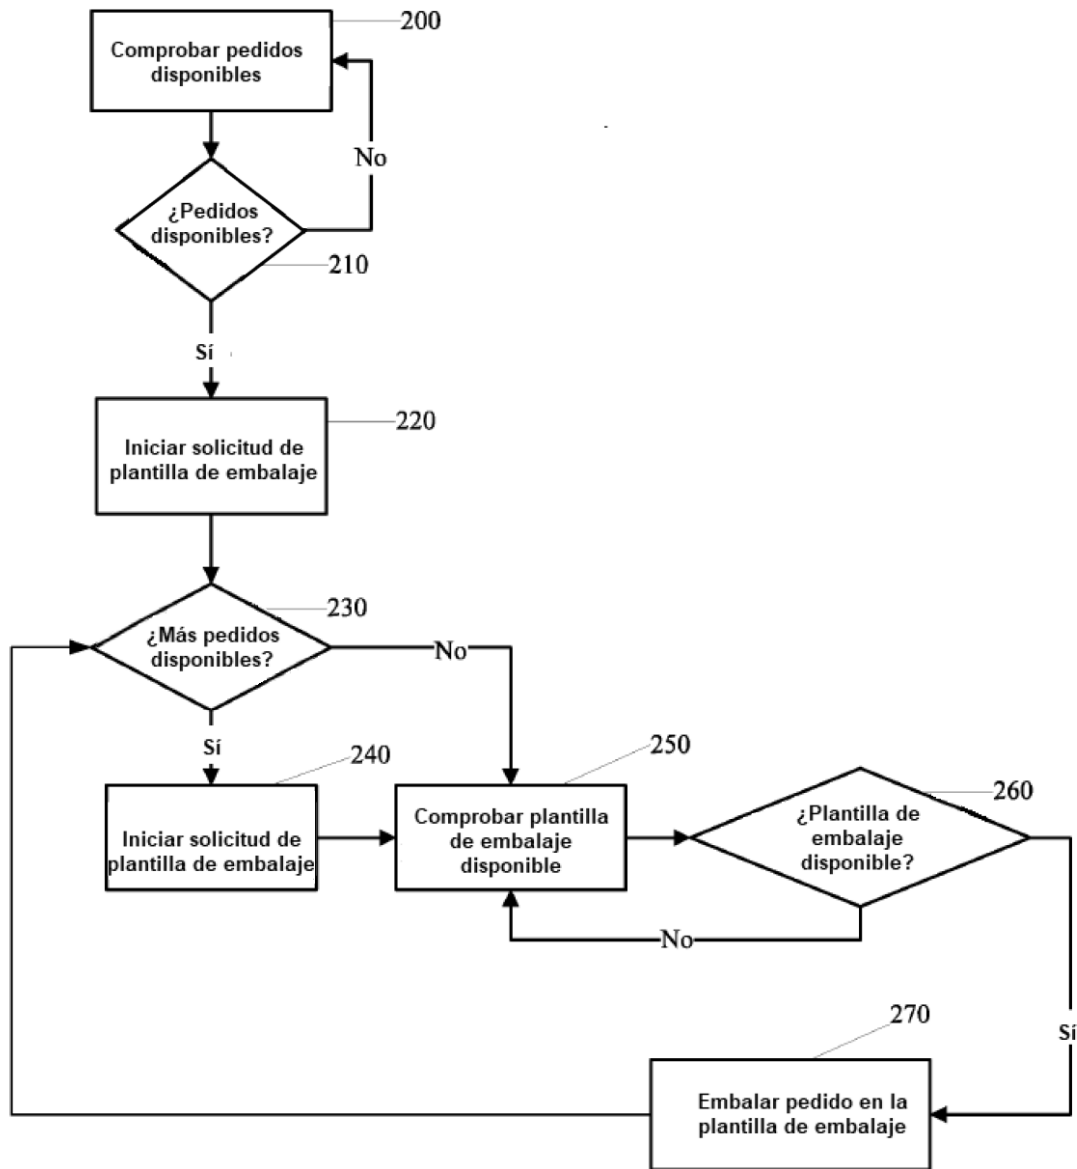 200
Comprobar pedidos
disponibles
No
¿Pedidos
disponibles?
210
Sí
220
Iniciar solicitud de
plantilla de embalaje
230
¿Más pedidos
disponibles?
No
Sí
240
250
260
Iniciar solicitud de
plantilla de embalaje
Comprobar plantilla
de embalaje
disponible
¿Plantilla de
embalaje
disponible?
No
270
Sí
Embalar pedido en la
plantilla de embalaje